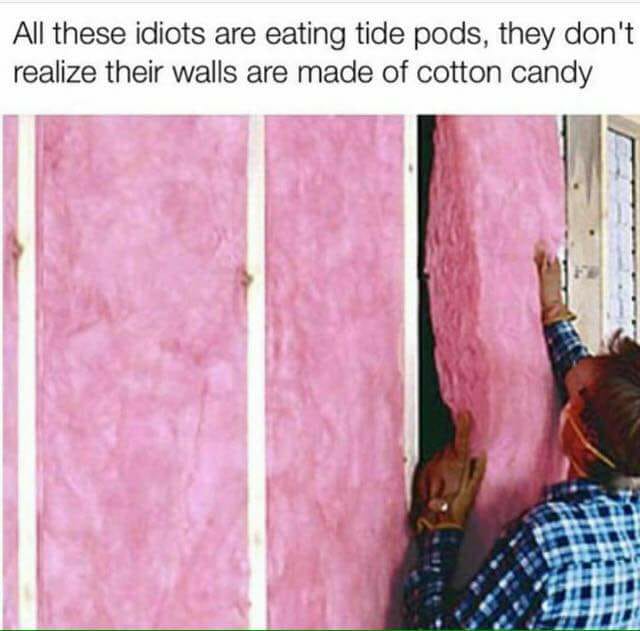 All these idiots are eating tide pods, they don't
realize their walls are made of cotton candy